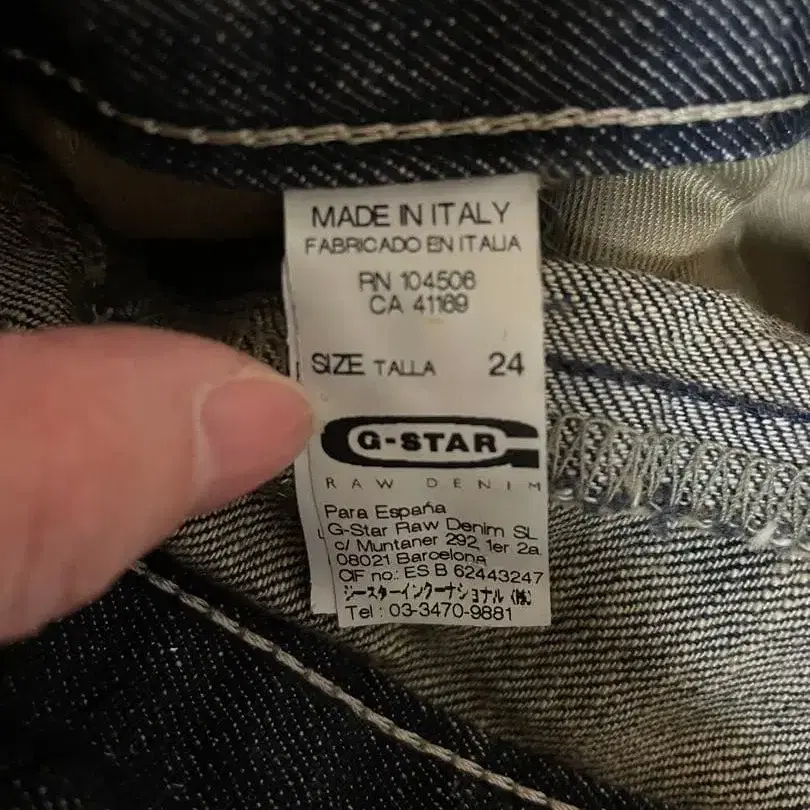 MADE IN ITALY
FABRICADO EN ITALIA
RN 104506
CA 41169
SIZE TALLA 24
G-STAR
RAW DENIM
Para España
G-Star Raw Denim SL
c/ Muntaner 292, 1er 2a
08021 Barcelona
CIF no.: ES B 62443247
ジースターインターナショナル (株)
Tel : 03-3470-9881